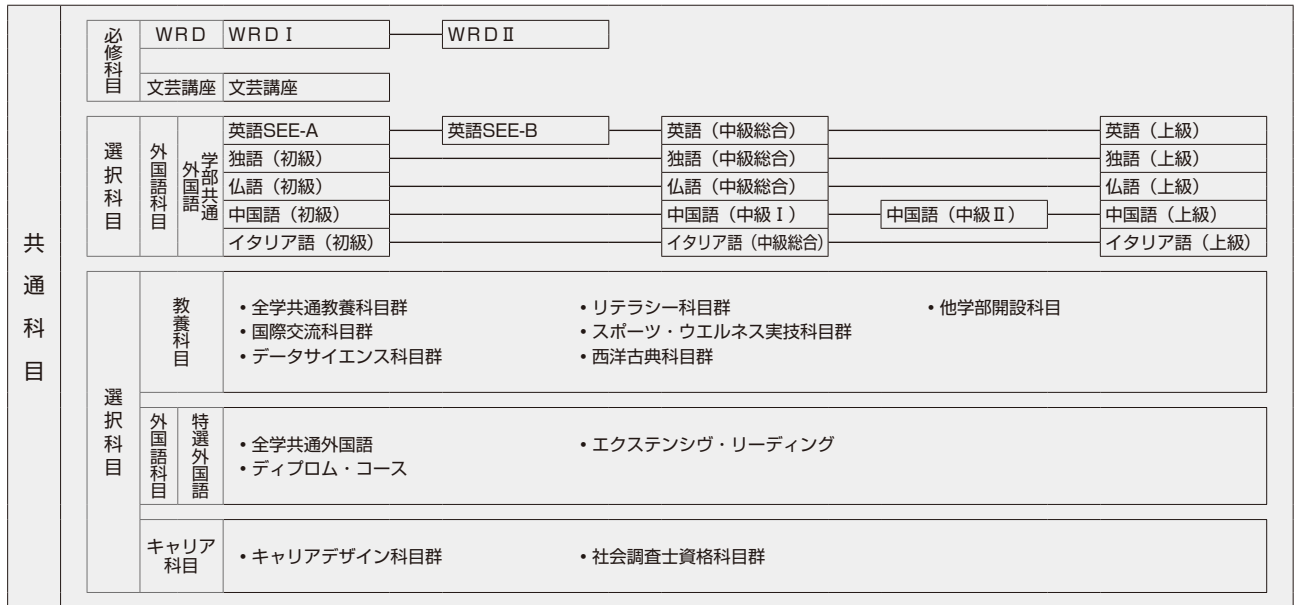 共通科目
必修科目
WRD
WRDⅠ
WRDⅡ
文芸講座
文芸講座
選択科目
外国語科目
学部共通
外国語
英語SEE-A
英語SEE-B
英語（中級総合）
英語（上級）
独語（初級）
独語（中級総合）
独語（上級）
仏語（初級）
仏語（中級総合）
仏語（上級）
中国語（初級）
中国語（中級Ⅰ）
中国語（中級Ⅱ）
中国語（上級）
イタリア語（初級）
イタリア語（中級総合）
イタリア語（上級）
選択科目
教養科目
•全学共通教養科目群
•リテラシー科目群
•他学部開設科目
•国際交流科目群
•スポーツ・ウエルネス実技科目群
•データサイエンス科目群
•西洋古典科目群
外国語科目
特選外国語
•全学共通外国語
•エクステンシヴ・リーディング
•ディプロム・コース
キャリア
科目
•キャリアデザイン科目群
•社会調査士資格科目群